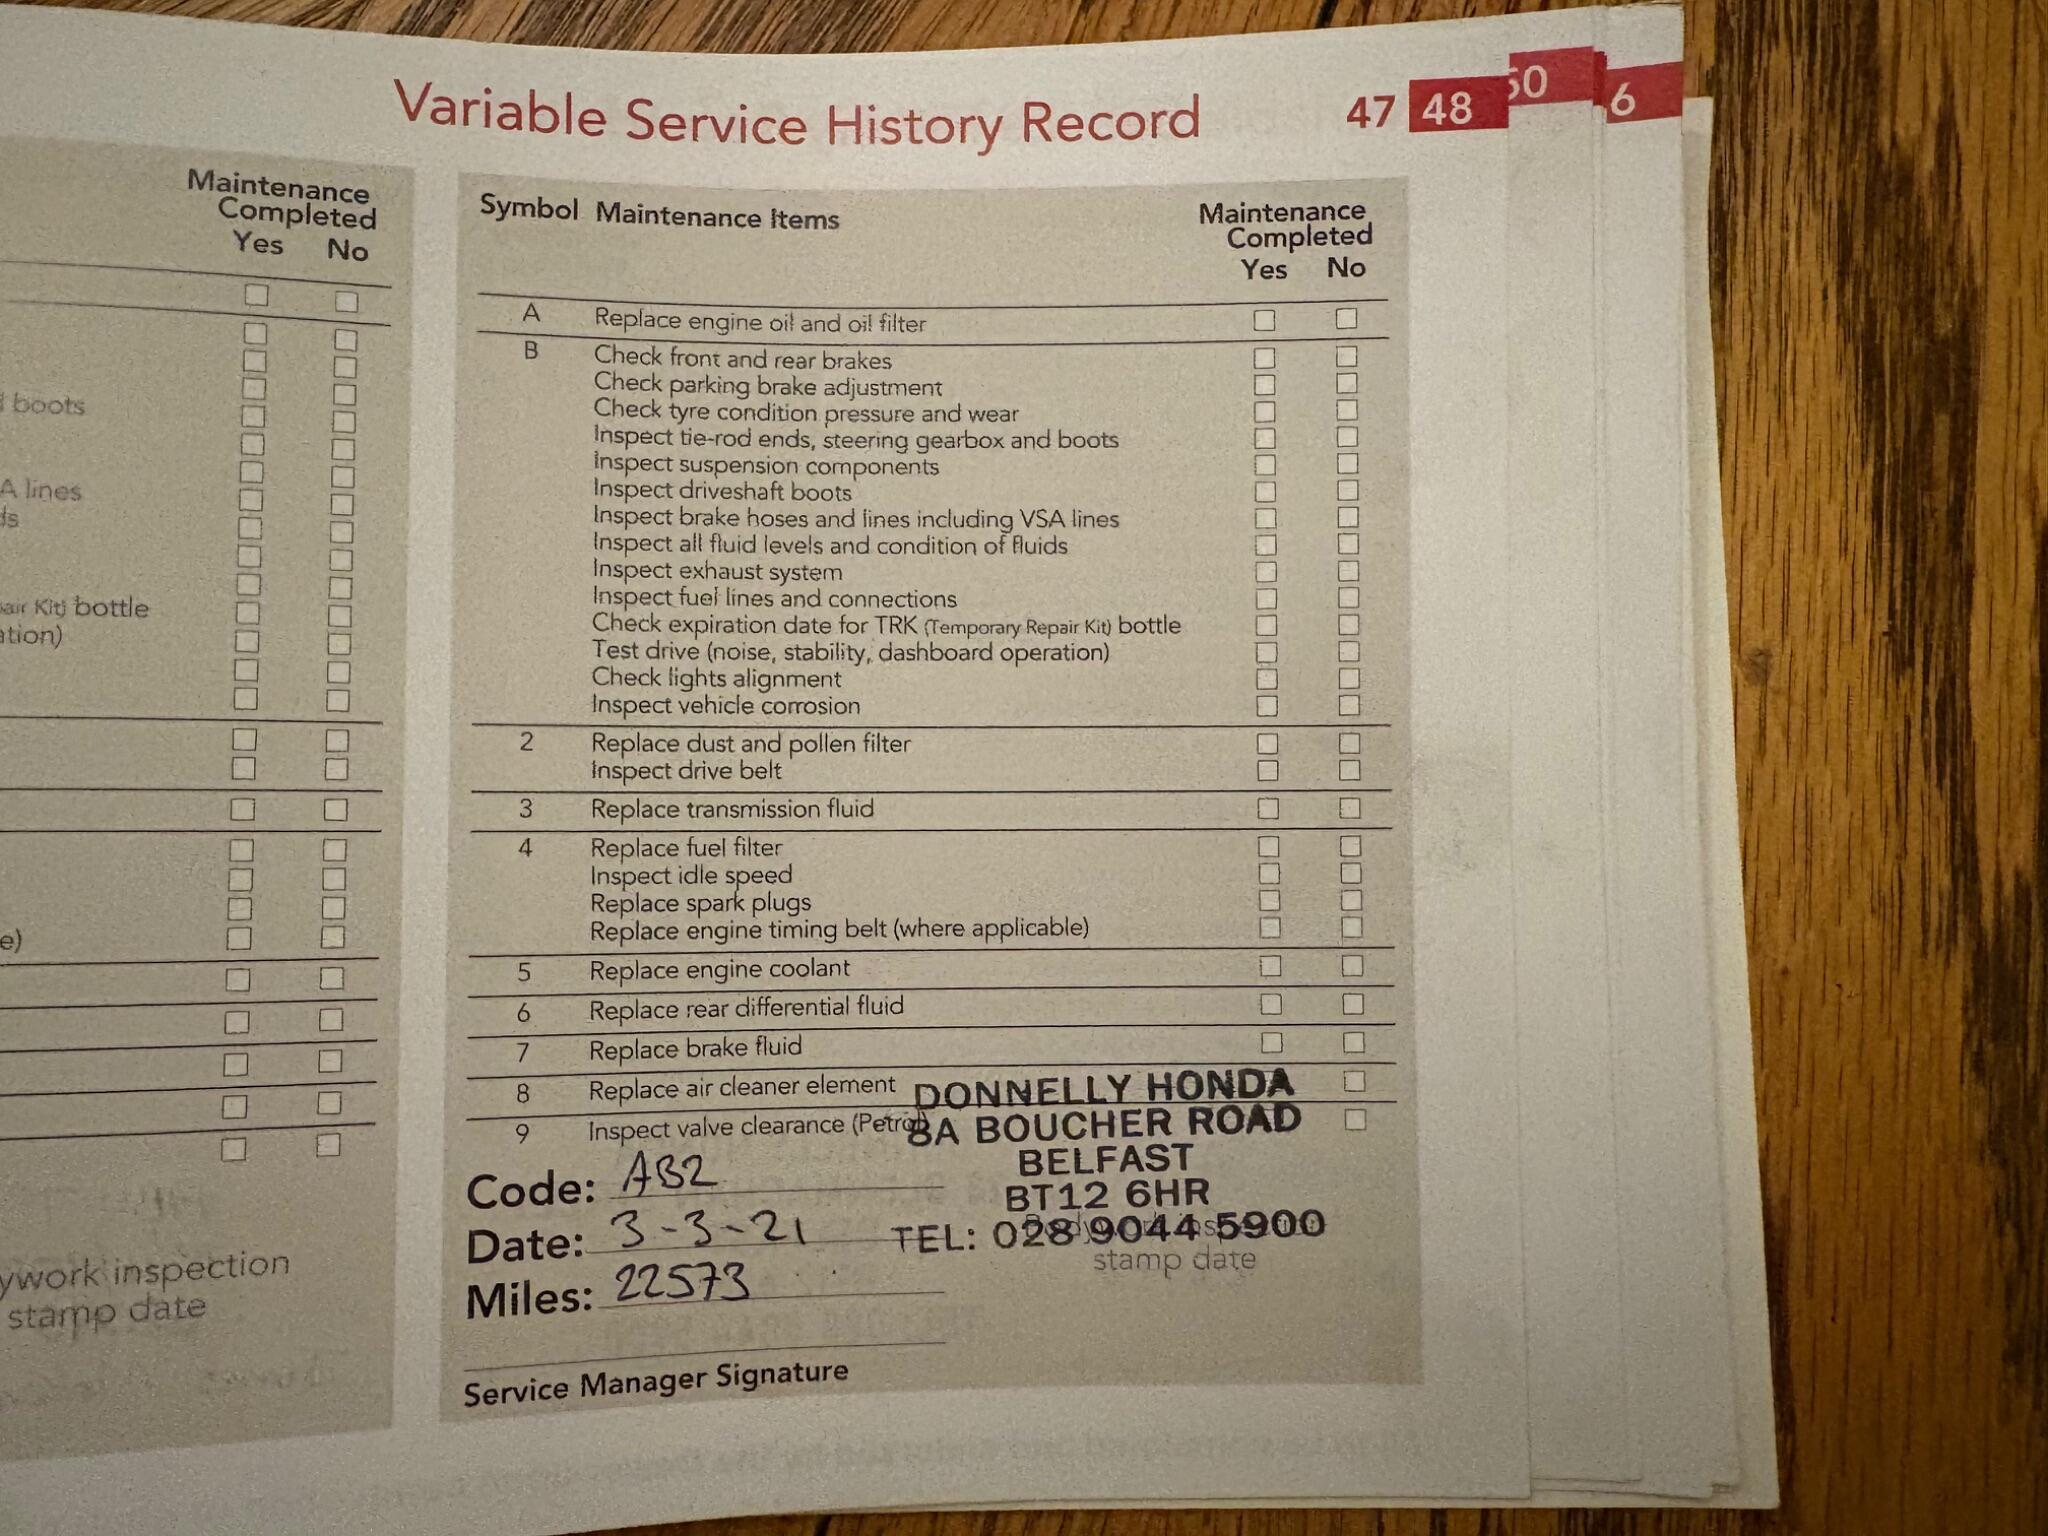 Variable Service History Record
47 48 50 6
Maintenance
Completed
Yes No
boots
A lines
ds
air Kit) bottle
ation)
e)
ywork inspection
stamp date
Symbol Maintenance Items Maintenance
Completed
Yes No
A Replace engine oil and oil filter
B Check front and rear brakes
Check parking brake adjustment
Check tyre condition pressure and wear
Inspect tie-rod ends, steering gearbox and boots
Inspect suspension components
Inspect driveshaft boots
Inspect brake hoses and lines including VSA lines
Inspect all fluid levels and condition of fluids
Inspect exhaust system
Inspect fuel lines and connections
Check expiration date for TRK (Temporary Repair Kit) bottle
Test drive (noise, stability, dashboard operation)
Check lights alignment
Inspect vehicle corrosion
2 Replace dust and pollen filter
Inspect drive belt
3 Replace transmission fluid
4 Replace fuel filter
Inspect idle speed
Replace spark plugs
Replace engine timing belt (where applicable)
5 Replace engine coolant
6 Replace rear differential fluid
7 Replace brake fluid
8 Replace air cleaner element
9 Inspect valve clearance (Petrol)
DONNELLY HONDA
8A BOUCHER ROAD
BELFAST
BT12 6HR
TEL: 028 9044 5900
stamp date
Code: AB2
Date: 3-3-21
Miles: 22573
Service Manager Signature